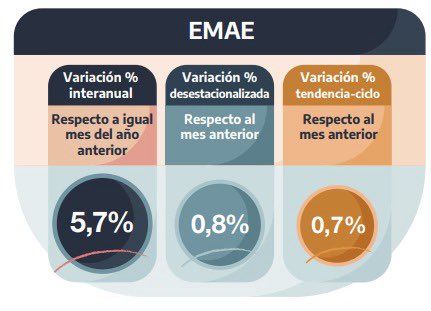 EMAE
Variación %
interanual
Respecto a igual
mes del año
anterior
5,7%
Variación %
desestacionalizada
Respecto al
mes anterior
0,8%
Variación %
tendencia-ciclo
Respecto al
mes anterior
0,7%